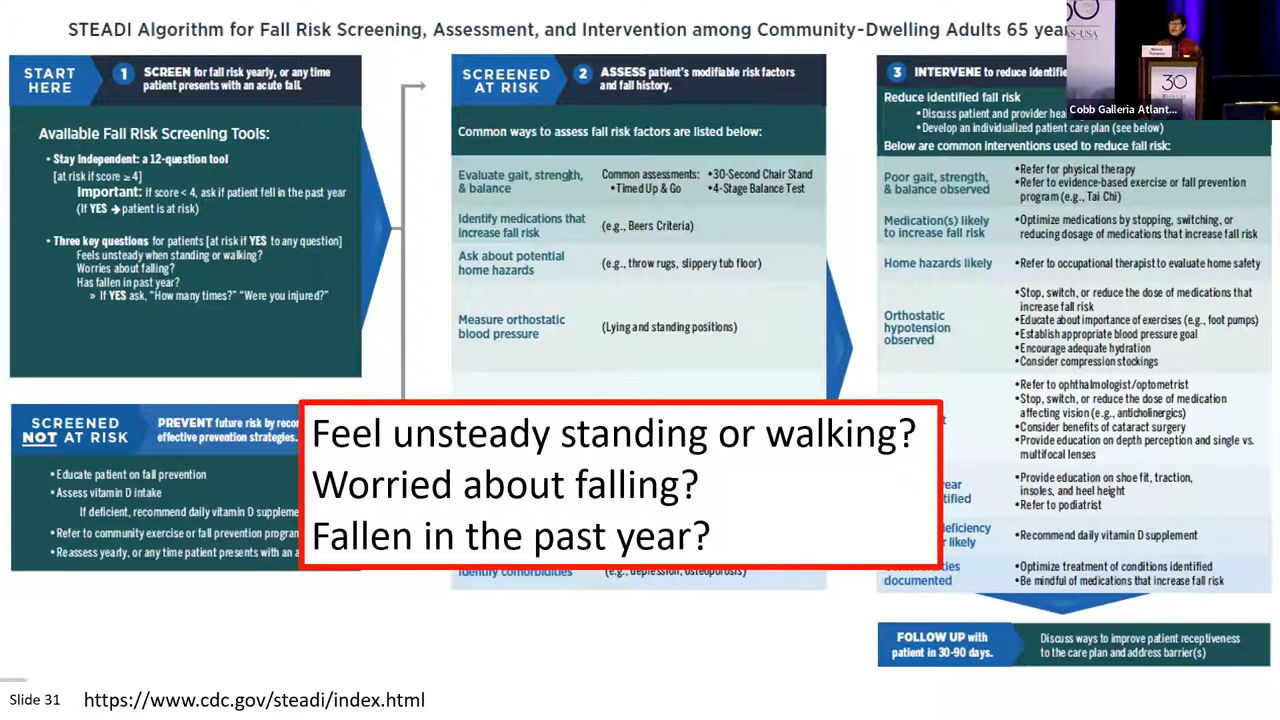 STEADI Algorithm for Fall Risk Screening, Assessment, and Intervention among Community-Dwelling Adults 65
START
HERE
1 SCREEN for fall risk yearly, or any time
patient presents with an acute fall.
Available Fall Risk Screening Tools:
• Stay Independent: a 12-question tool
[at risk if score ≥ 4]
Important: If score < 4, ask if patient fell in the past year
(If YES → patient is at risk)
• Three key questions for patients [at risk if YES to any question]
Feels unsteady when standing or walking?
Worries about falling?
Has fallen in past year?
» If YES ask, "How many times?" "Were you injured?"
SCREENED
NOT AT RISK
PREVENT future risk by
effective prevention strategies.
• Educate patient on fall prevention
• Assess vitamin D intake
If deficient, recommend daily vitamin D
• Refer to community exercise or fall prevention
• Reassess yearly, or any time patient presents with an
SCREENED
AT RISK
2 ASSESS patient's modifiable risk factors
and fall history.
Common ways to assess fall risk factors are listed below:
Evaluate gait, strength,
& balance
Common assessments:
• Timed Up & Go
• 30-Second Chair Stand
• 4-Stage Balance Test
Identify medications that
increase fall risk
(e.g., Beers Criteria)
Ask about potential
home hazards
(e.g., throw rugs, slippery tub floor)
Measure orthostatic
blood pressure
(Lying and standing positions)
Identify comorbidities
(e.g., depression, osteoporosis)
Feel unsteady standing or walking?
Worried about falling?
Fallen in the past year?
3 INTERVENE to reduce
Reduce identified fall risk
• Discuss patient and provider
• Develop an individualized patient care plan (see below)
Below are common interventions used to reduce fall risk:
Poor gait, strength,
& balance observed
• Refer for physical therapy
• Refer to evidence-based exercise or fall prevention
program (e.g., Tai Chi)
Medication(s) likely
to increase fall risk
• Optimize medications by stopping, switching, or
reducing dosage of medications that increase fall risk
Home hazards likely
• Refer to occupational therapist to evaluate home safety
Orthostatic
hypotension
observed
• Stop, switch, or reduce the dose of medications that
increase fall risk
• Educate about importance of exercises (e.g., foot pumps)
• Establish appropriate blood pressure goal
• Encourage adequate hydration
• Consider compression stockings
• Refer to ophthalmologist/optometrist
• Stop, switch, or reduce the dose of medication
affecting vision (e.g., anticholinergics)
• Consider benefits of cataract surgery
• Provide education on depth perception and single vs.
multifocal lenses
• Provide education on shoe fit, traction,
insoles, and heel height
• Refer to podiatrist
likely
• Recommend daily vitamin D supplement
documented
• Optimize treatment of conditions identified
• Be mindful of medications that increase fall risk
FOLLOW UP with
patient in 30-90 days.
Discuss ways to improve patient receptiveness
to the care plan and address barrier(s)
30
AS-USA
30
Cobb Galleria Atlant...
Slide 31
https://www.cdc.gov/steadi/index.html